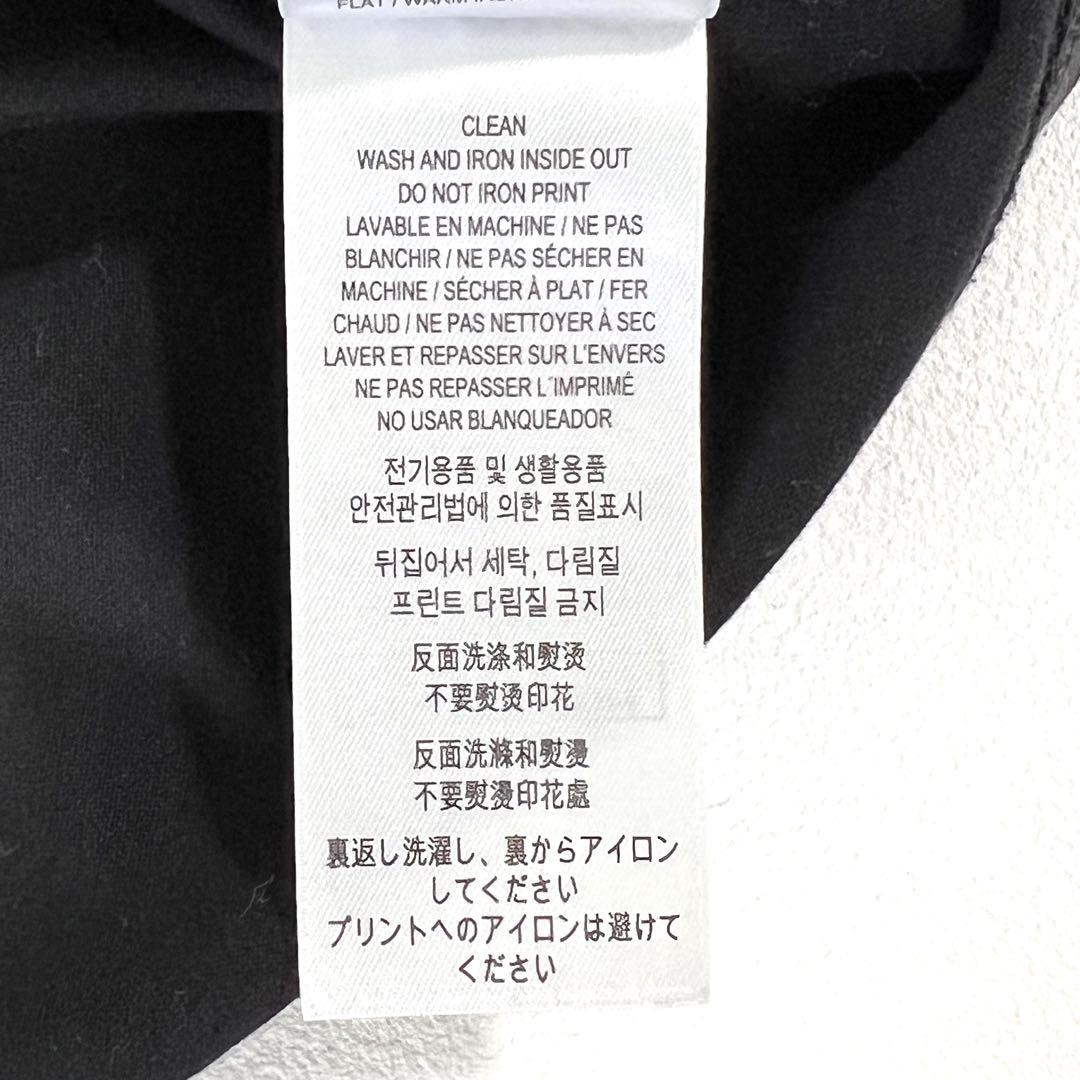 CLEAN
WASH AND IRON INSIDE OUT
DO NOT IRON PRINT
LAVABLE EN MACHINE / NE PAS
BLANCHIR / NE PAS SÉCHER EN
MACHINE / SÉCHER À PLAT / FER
CHAUD / NE PAS NETTOYER À SEC
LAVER ET REPASSER SUR L'ENVERS
NE PAS REPASSER L´IMPRIMÉ
NO USAR BLANQUEADOR
전기용품 및 생활용품
안전관리법에 의한 품질표시
뒤집어서 세탁, 다림질
프린트 다림질 금지
反面洗涤和熨烫
不要熨烫印花
反面洗滌和熨燙
不要熨燙印花處
裏返し洗濯し、裏からアイロン
してください
プリントへのアイロンは避けて
ください